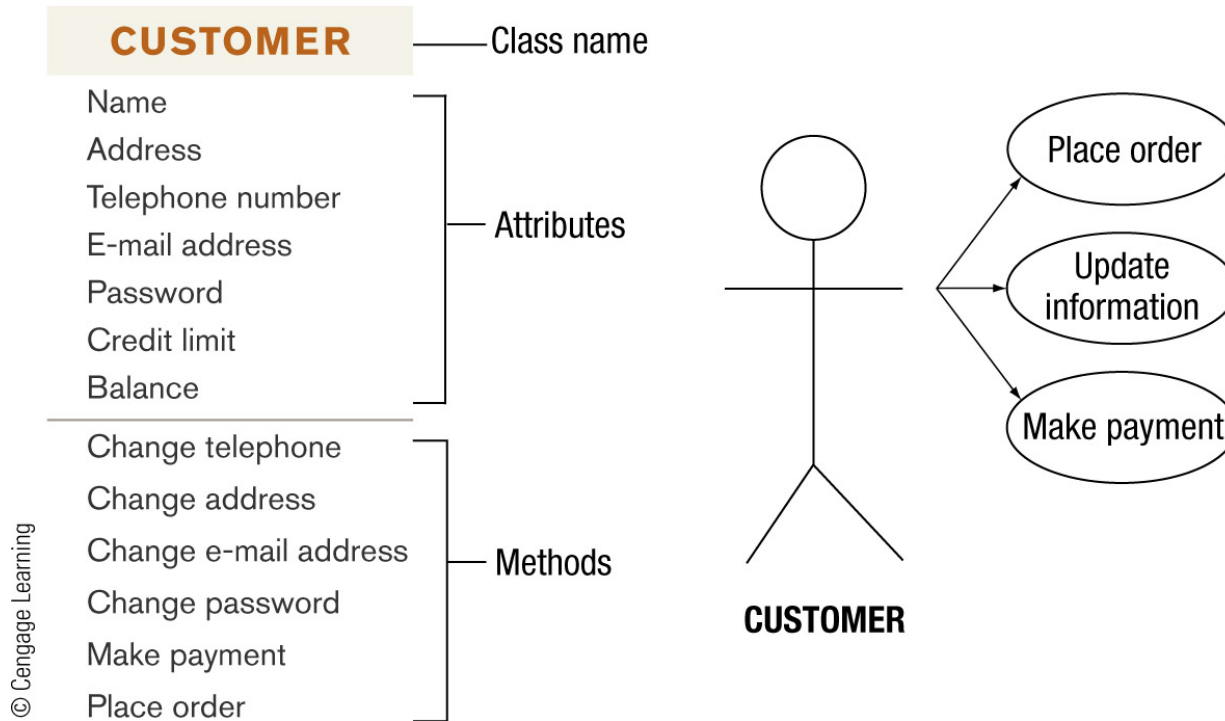 CUSTOMER
Class name
Name
Address
Telephone number
E-mail address
Password
Credit limit
Balance
Attributes
Change telephone
Change address
Change e-mail address
Change password
Make payment
Place order
Methods
© Cengage Learning
Place order
Update
information
Make payment
CUSTOMER